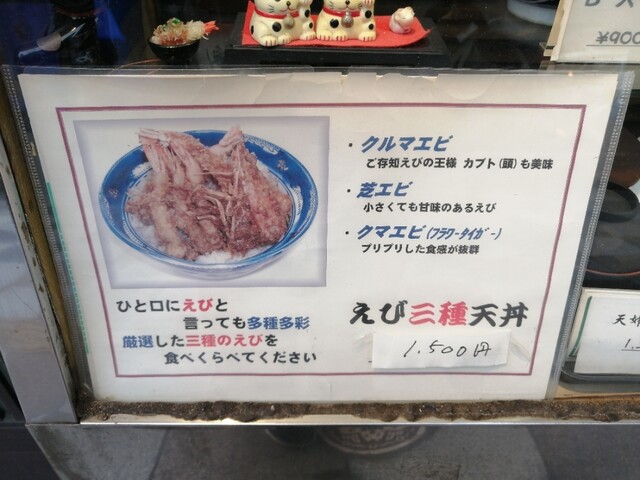 ・クルマエビ
ご存知えびの王様 カブト(頭)も美味
・芝エビ
小さくても甘味のあるえび
・クマエビ(フラワータイガー)
プリプリした食感が抜群
ひと口にえびと
言っても多種多彩
厳選した三種のえびを
食べくらべてください
えび三種天丼
1.500円
¥900